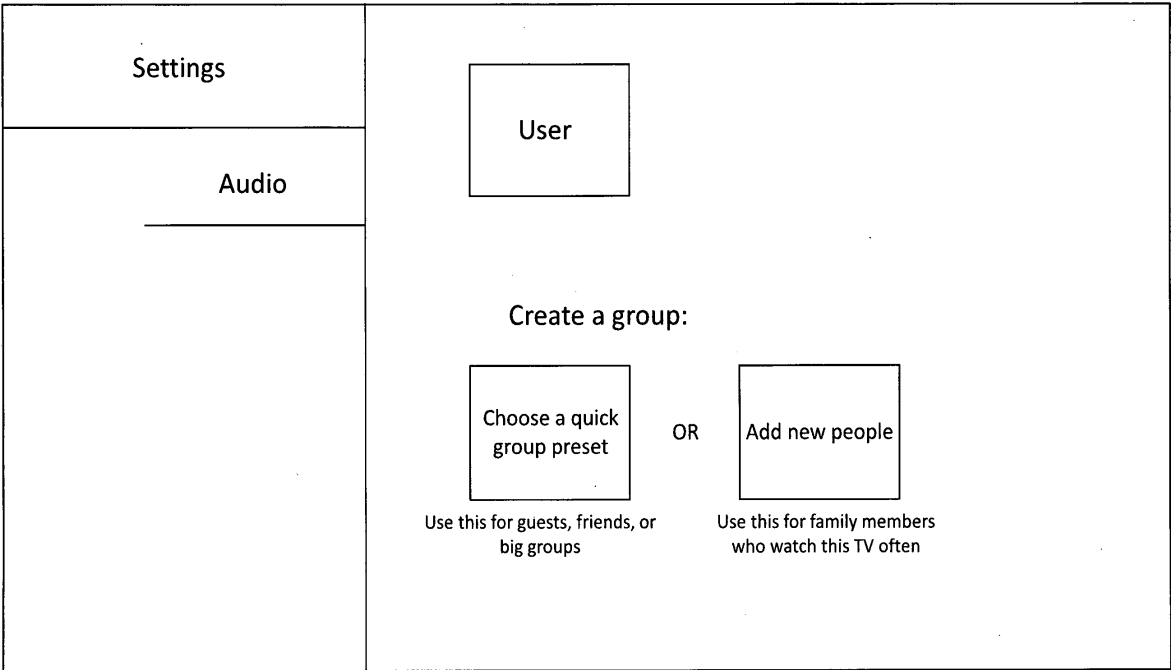 Settings
Audio
User
Create a group:
Choose a quick
group preset
OR
Add new people
Use this for guests, friends, or
big groups
Use this for family members
who watch this TV often